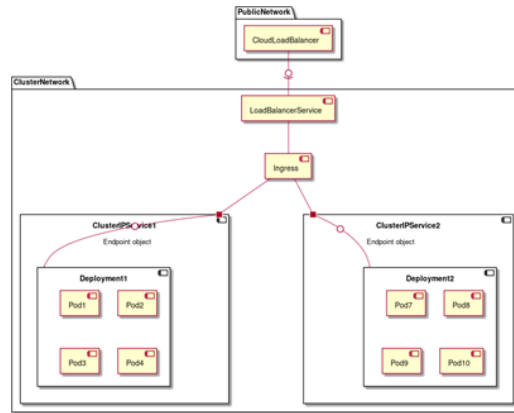 PublicNetwork
CloudLoadBalancer
ClusterNetwork
LoadBalancerService
Ingress
ClusterIPService1
Endpoint object
Deployment1
Pod1
Pod2
Pod3
Pod4
ClusterIPService2
Endpoint object
Deployment2
Pod7
Pod8
Pod9
Pod10